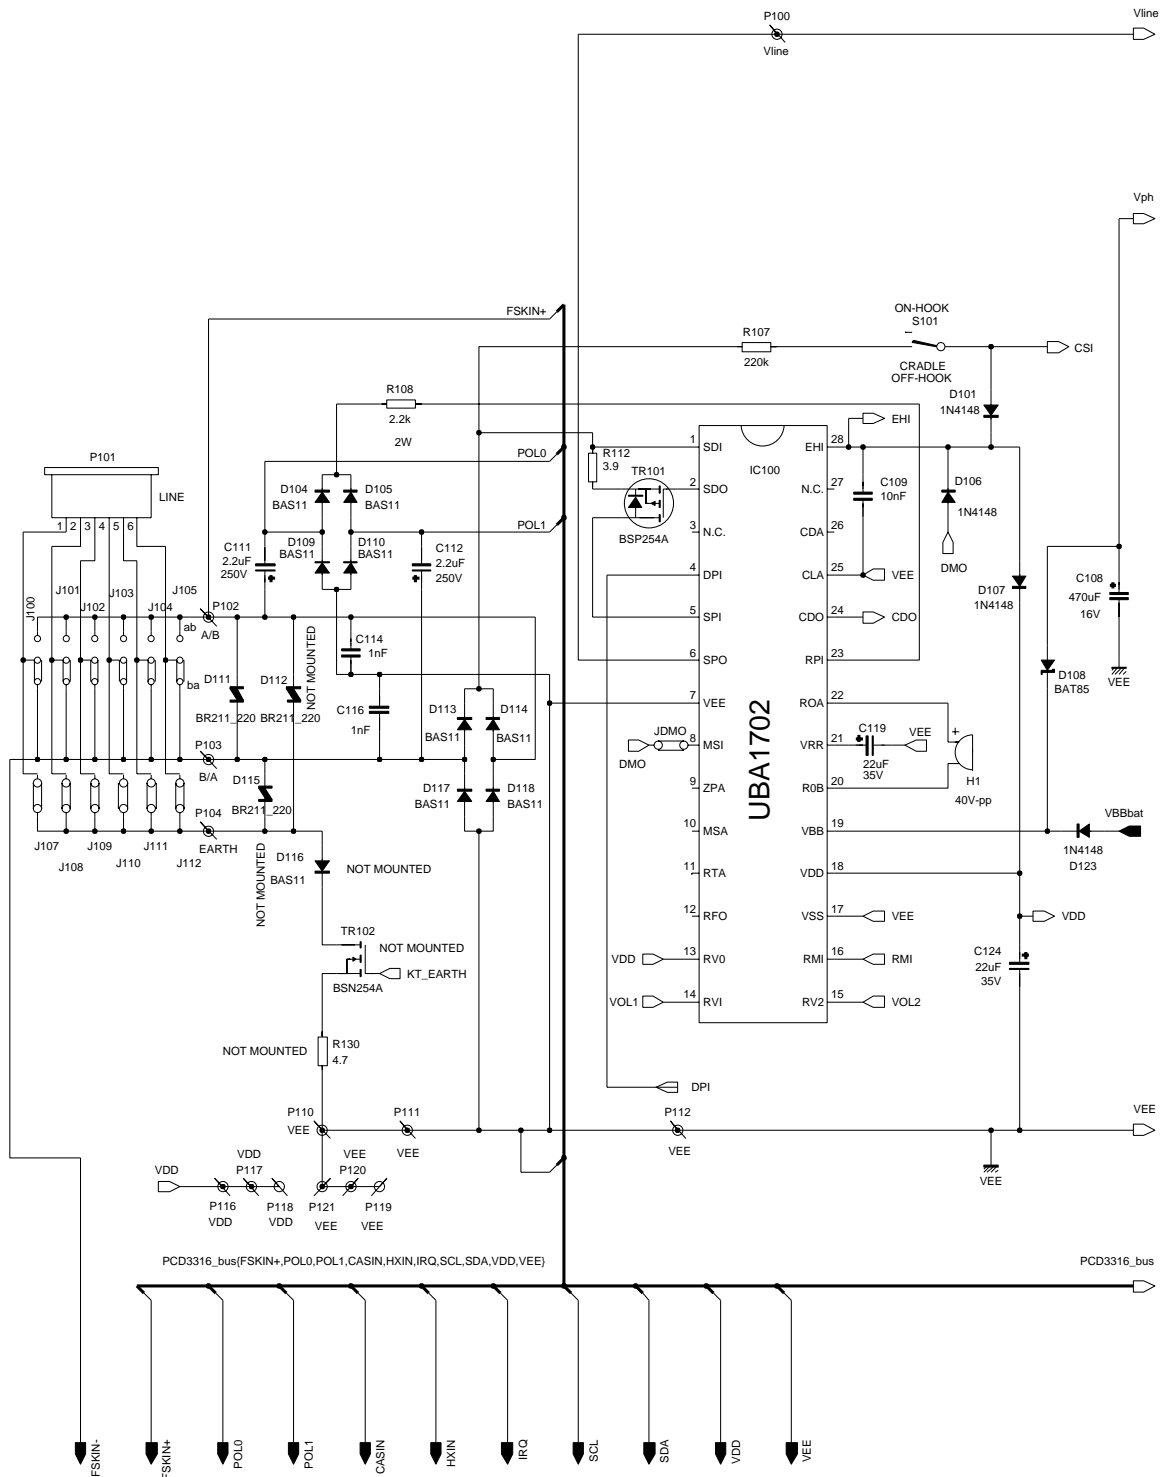 P100
Vline
Vline
Vph
FSKIN+
ON-HOOK
S101
R107
220k
CSI
CRADLE
OFF-HOOK
R108
2.2k
2W
D101
1N4148
EHI
P101
LINE
1 2 3 4 5 6
POL0
POL1
D104
BAS11
D105
BAS11
D109
BAS11
D110
BAS11
C111
2.2uF
250V
C112
2.2uF
250V
R112
3.9
TR101
BSP254A
IC100
UBA1702
1 SDI
2 SDO
3 N.C.
4 DPI
5 SPI
6 SPO
7 VEE
8 MSI
9 ZPA
10 MSA
11 RTA
12 RFO
13 RV0
14 RVI
EHI 28
N.C. 27
CDA 26
CLA 25
CDO 24
RPI 23
ROA 22
VRR 21
R0B 20
VBB 19
VDD 18
VSS 17
RMI 16
RV2 15
C109
10nF
D106
1N4148
DMO
VEE
CDO
D107
1N4148
C108
470uF
16V
VEE
D108
BAT85
J100
J101
J102
J103
J104
J105
ab
ba
P102
A/B
D111
BR211_220
D112
BR211_220
NOT MOUNTED
C114
1nF
C116
1nF
D113
BAS11
D114
BAS11
D117
BAS11
D118
BAS11
JDMO
DMO
C119
22uF
35V
VEE
H1
40V-pp
+
P103
B/A
D115
BR211_220
P104
EARTH
J107
J108
J109
J110
J111
J112
NOT MOUNTED
D116
BAS11
NOT MOUNTED
VBBbat
1N4148
D123
VDD
VEE
RMI
VOL2
VDD
VOL1
C124
22uF
35V
TR102
NOT MOUNTED
KT_EARTH
BSN254A
NOT MOUNTED
R130
4.7
DPI
P110
VEE
P111
VEE
P112
VEE
VEE
VEE
VDD
VDD
P117
P116
VDD
P118
VDD
VEE
P120
P121
VEE
P119
VEE
PCD3316_bus{FSKIN+,POL0,POL1,CASIN,HXIN,IRQ,SCL,SDA,VDD,VEE}
PCD3316_bus
FSKIN-
FSKIN+
POL0
POL1
CASIN
HXIN
IRQ
SCL
SDA
VDD
VEE